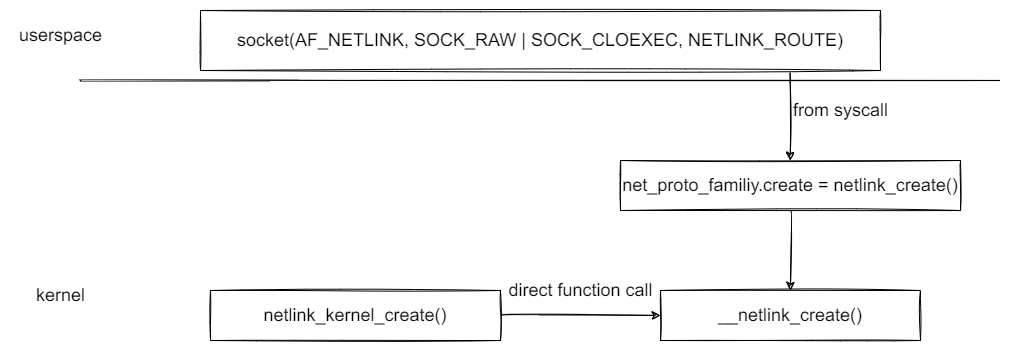 userspace
socket(AF_NETLINK, SOCK_RAW | SOCK_CLOEXEC, NETLINK_ROUTE)
from syscall
net_proto_familiy.create = netlink_create()
kernel
direct function call
netlink_kernel_create()
__netlink_create()